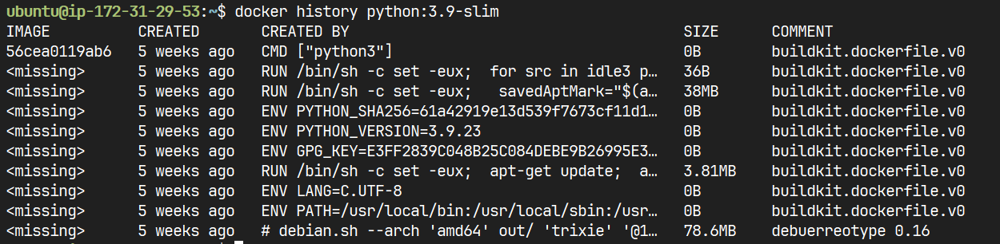 ubuntu@ip-172-31-29-53:~$ docker history python:3.9-slim
IMAGE CREATED CREATED BY SIZE COMMENT
56cea0119ab6 5 weeks ago CMD ["python3"] 0B buildkit.dockerfile.v0
<missing> 5 weeks ago RUN /bin/sh -c set -eux; for src in idle3 p… 36B buildkit.dockerfile.v0
<missing> 5 weeks ago RUN /bin/sh -c set -eux; savedAptMark="$(a… 38MB buildkit.dockerfile.v0
<missing> 5 weeks ago ENV PYTHON_SHA256=61a42919e13d539f7673cf11d1… 0B buildkit.dockerfile.v0
<missing> 5 weeks ago ENV PYTHON_VERSION=3.9.23 0B buildkit.dockerfile.v0
<missing> 5 weeks ago ENV GPG_KEY=E3FF2839C048B25C084DEBE9B26995E3… 0B buildkit.dockerfile.v0
<missing> 5 weeks ago RUN /bin/sh -c set -eux; apt-get update; a… 3.81MB buildkit.dockerfile.v0
<missing> 5 weeks ago ENV LANG=C.UTF-8 0B buildkit.dockerfile.v0
<missing> 5 weeks ago ENV PATH=/usr/local/bin:/usr/local/sbin:/usr… 0B buildkit.dockerfile.v0
<missing> 5 weeks ago # debian.sh --arch 'amd64' out/ 'trixie' '@1… 78.6MB debuerreotype 0.16